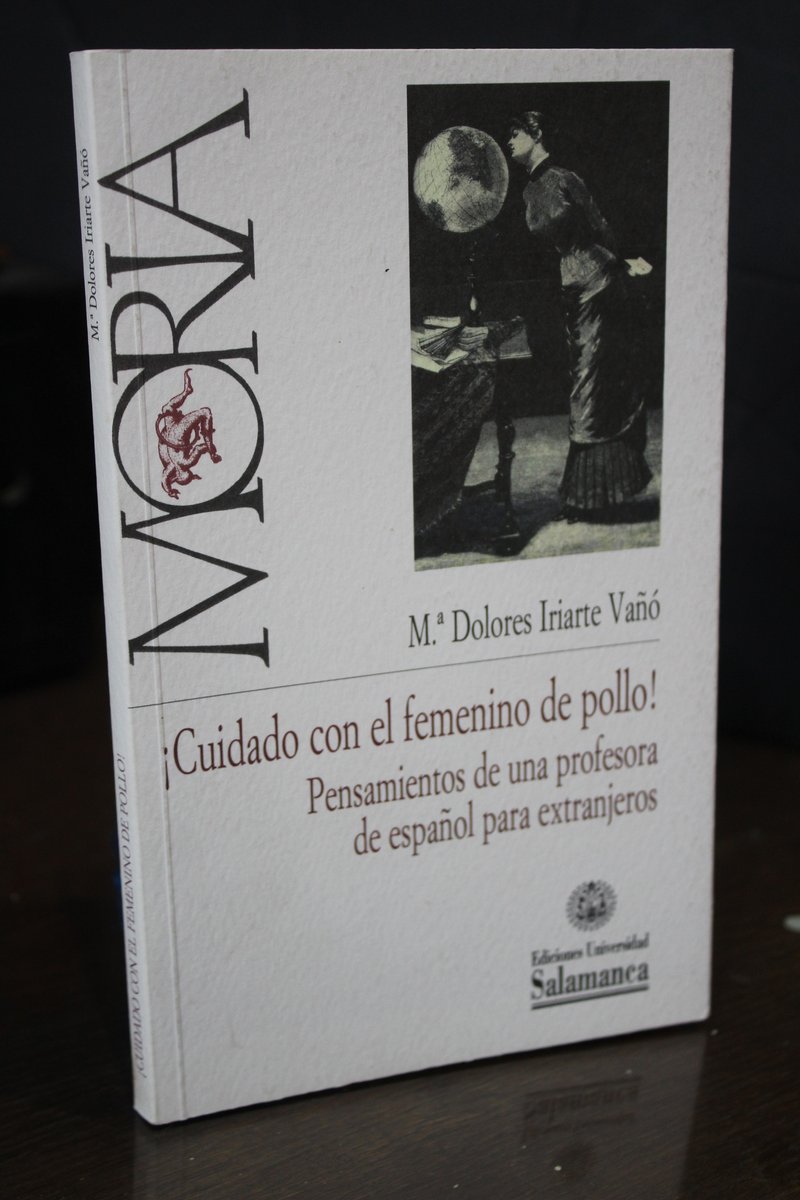 M.ª Dolores Iriarte Vañó
¡CUIDADO CON EL FEMENINO DE POLLO!
MORIA
M.ª Dolores Iriarte Vañó
¡Cuidado con el femenino de pollo!
Pensamientos de una profesora
de español para extranjeros
Ediciones Universidad
Salamanca